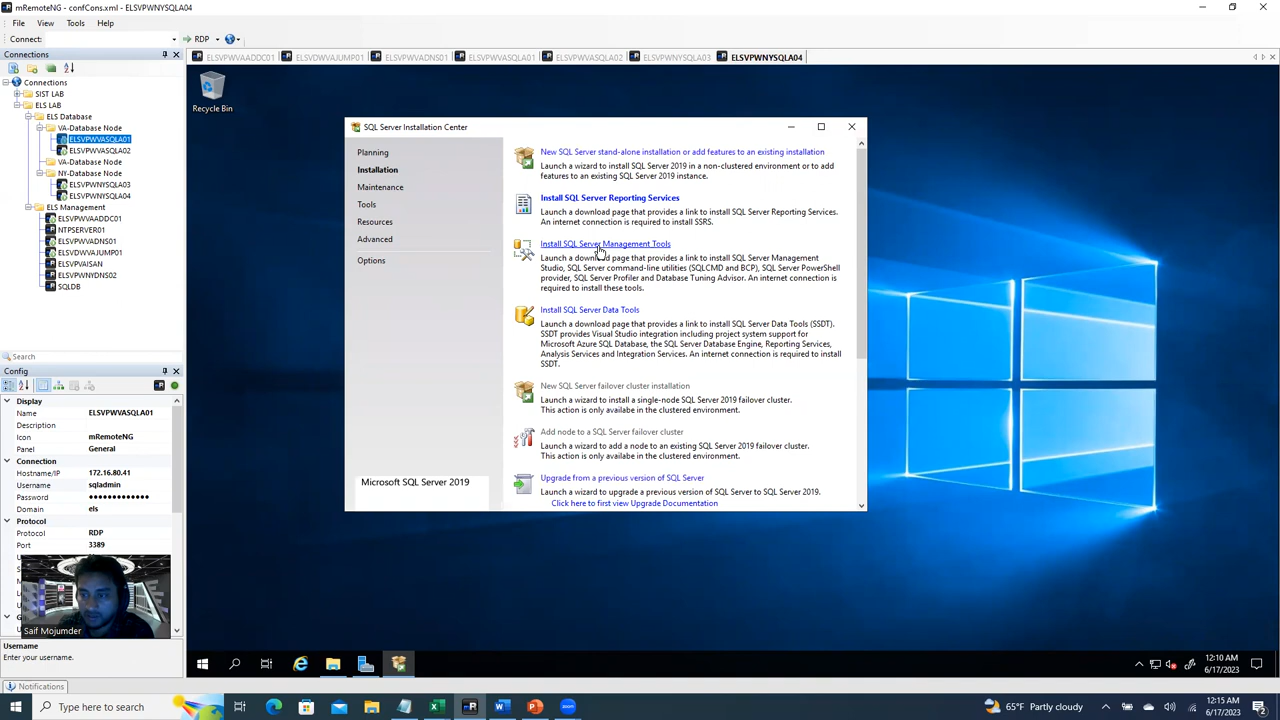 mRemoteNG - confCons.xml - ELSVPWNYSQLA04
File View Tools Help
Connect: RDP
Connections
ELSVPWVAADDC01 ELSVDWVAJUMP01 ELSVPWVADNS01 ELSVPWVASQLA01 ELSVPWVASQLA02 ELSVPWNYSQLA03 ELSVPWNYSQLA04
Connections
SIST LAB
ELS LAB
ELS Database
VA-Database Node
ELSVPWVASQLA01
ELSVPWVASQLA02
VA-Database Node
NY-Database Node
ELSVPWNYSQLA03
ELSVPWNYSQLA04
ELS Management
ELSVPWVAADDC01
NTPSERVER01
ELSVPWVADNS01
ELSVDWVAJUMP01
ELSVPVAISAN
ELSVPWNYDNS02
SQLDB
Search
Config
Display
Name ELSVPWVASQLA01
Description
Icon mRemoteNG
Panel General
Connection
Hostname/IP 172.16.80.41
Username sqladmin
Password ●●●●●●●●●●●●●
Domain els
Protocol
Protocol RDP
Port 3389
Saif Mojumder
Username
Enter your username.
Notifications
Recycle Bin
SQL Server Installation Center
Planning
Installation
Maintenance
Tools
Resources
Advanced
Options
Microsoft SQL Server 2019
New SQL Server stand-alone installation or add features to an existing installation
Launch a wizard to install SQL Server 2019 in a non-clustered environment or to add
features to an existing SQL Server 2019 instance.
Install SQL Server Reporting Services
Launch a download page that provides a link to install SQL Server Reporting Services.
An internet connection is required to install SSRS.
Install SQL Server Management Tools
Launch a download page that provides a link to install SQL Server Management
Studio, SQL Server command-line utilities (SQLCMD and BCP), SQL Server PowerShell
provider, SQL Server Profiler and Database Tuning Advisor. An internet connection is
required to install these tools.
Install SQL Server Data Tools
Launch a download page that provides a link to install SQL Server Data Tools (SSDT).
SSDT provides Visual Studio integration including project system support for
Microsoft Azure SQL Database, the SQL Server Database Engine, Reporting Services,
Analysis Services and Integration Services. An internet connection is required to install
SSDT.
New SQL Server failover cluster installation
Launch a wizard to install a single-node SQL Server 2019 failover cluster.
This action is only availabe in the clustered environment.
Add node to a SQL Server failover cluster
Launch a wizard to add a node to an existing SQL Server 2019 failover cluster.
This action is only availabe in the clustered environment.
Upgrade from a previous version of SQL Server
Launch a wizard to upgrade a previous version of SQL Server to SQL Server 2019.
Click here to first view Upgrade Documentation
12:10 AM
6/17/2023
Type here to search
65°F Partly cloudy
12:15 AM
6/17/2023
2